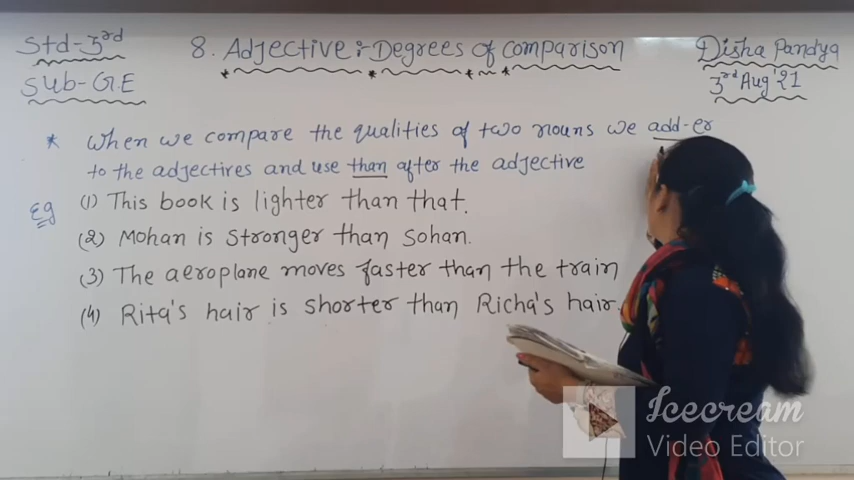 Std-3rd
8. Adjective :- Degrees of comparison
Disha Pandya
Sub-G.E
3rd Aug'21
* When we compare the qualities of two nouns we add-er
to the adjectives and use than after the adjective
Eg (1) This book is lighter than that.
(2) Mohan is stronger than Sohan.
(3) The aeroplane moves faster than the train
(4) Rita's hair is shorter than Richa's hair.
Icecream
Video Editor